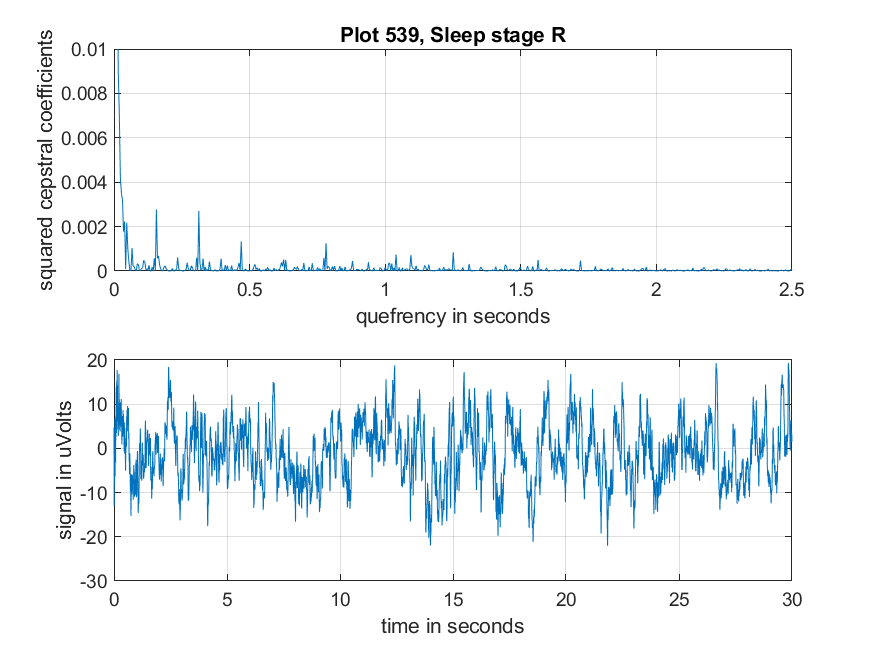 Plot 539, Sleep stage R
squared cepstral coefficients
0.01
0.008
0.006
0.004
0.002
0
0 0.5 1 1.5 2 2.5
quefrency in seconds
signal in uVolts
20
10
0
-10
-20
-30
0 5 10 15 20 25 30
time in seconds